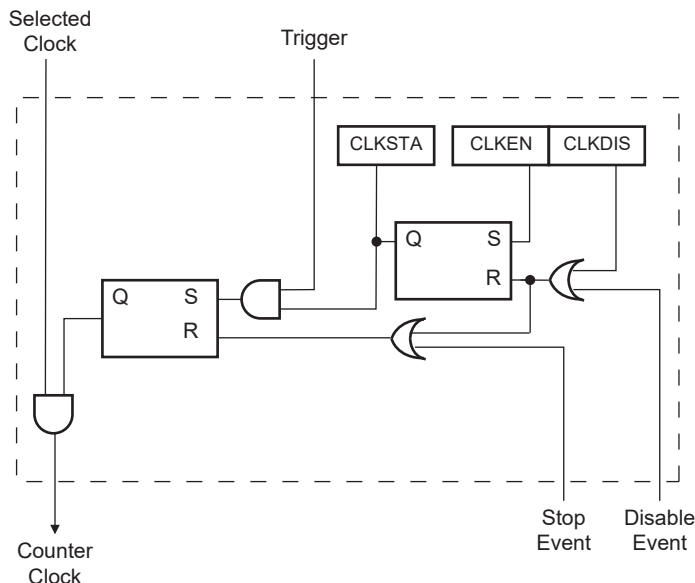 Selected
Clock
Trigger
CLKSTA
CLKEN
CLKDIS
Q
S
R
Q
S
R
Stop
Event
Disable
Event
Counter
Clock